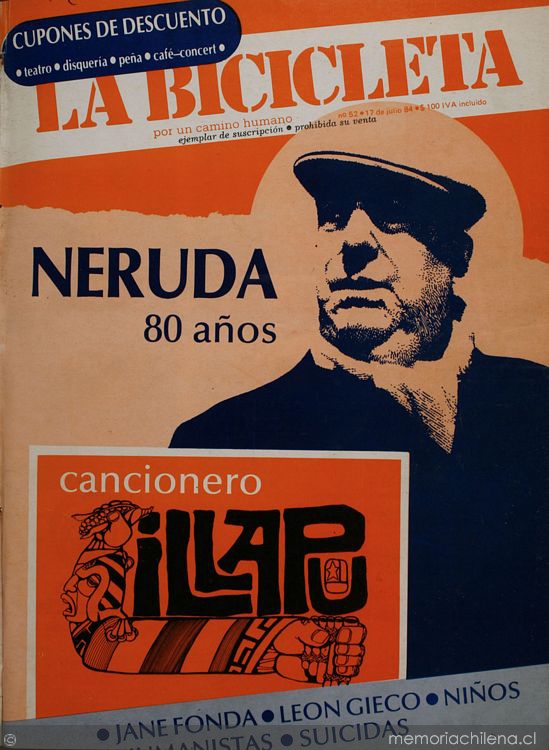 CUPONES DE DESCUENTO
• teatro • disquería • peña • café-concert •
LA BICICLETA
por un camino humano
nº 52 • 17 de julio 84 • $ 100 IVA incluido
ejemplar de suscripción • prohibida su venta
NERUDA
80 años
cancionero
ILLAPU
• JANE FONDA • LEON GIECO • NIÑOS
HUMANISTAS • SUICIDAS
© memoriachilena.cl